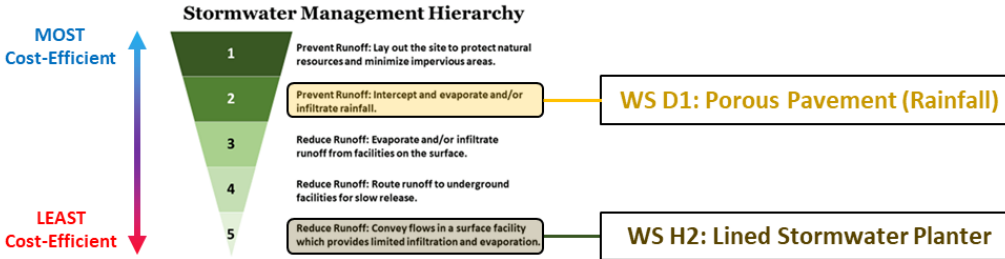 Stormwater Management Hierarchy
MOST
Cost-Efficient
1
Prevent Runoff: Lay out the site to protect natural
resources and minimize impervious areas.
2
Prevent Runoff: Intercept and evaporate and/or
infiltrate rainfall.
WS D1: Porous Pavement (Rainfall)
3
Reduce Runoff: Evaporate and/or infiltrate
runoff from facilities on the surface.
4
Reduce Runoff: Route runoff to underground
facilities for slow release.
LEAST
Cost-Efficient
5
Reduce Runoff: Convey flows in a surface facility
which provides limited infiltration and evaporation.
WS H2: Lined Stormwater Planter